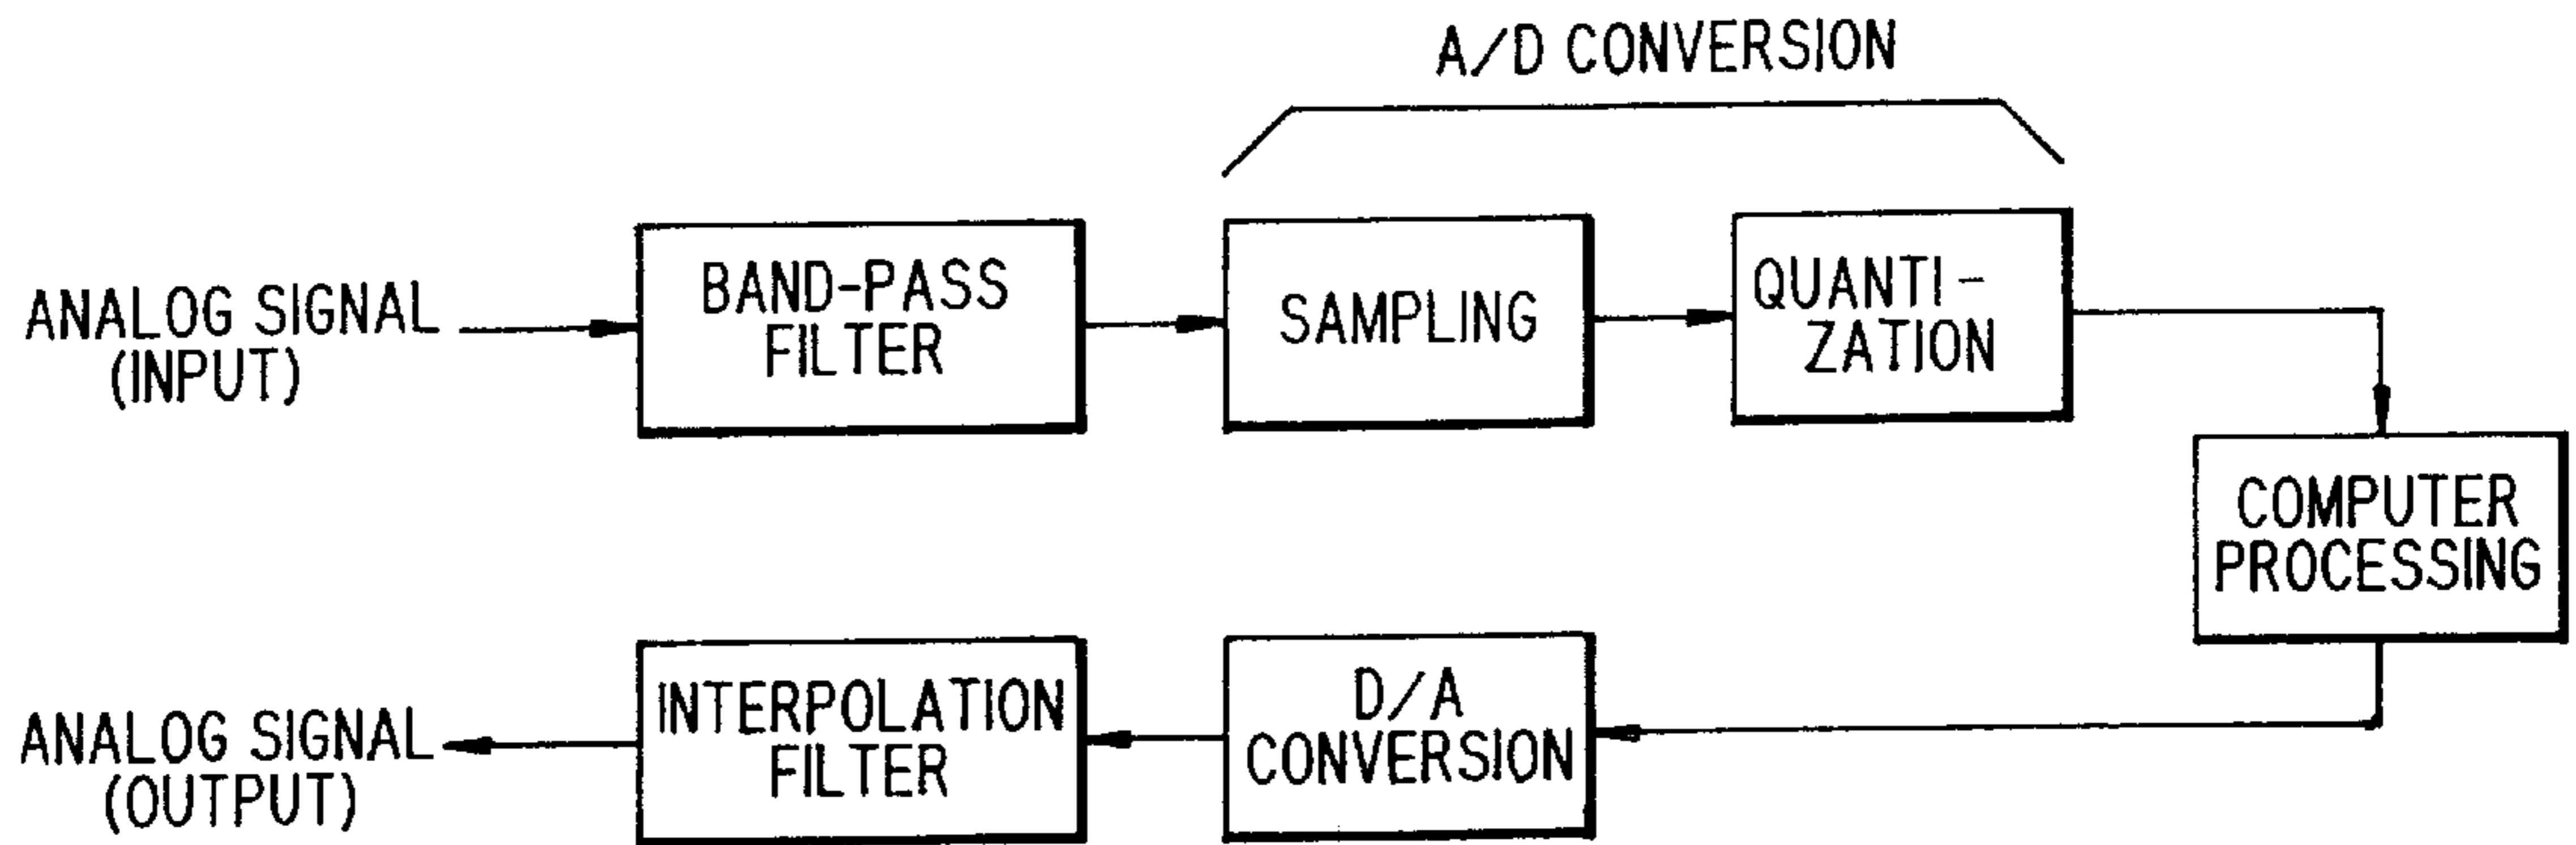 A/D CONVERSION
ANALOG SIGNAL
(INPUT)
BAND-PASS
FILTER
SAMPLING
QUANTI-
ZATION
COMPUTER
PROCESSING
D/A
CONVERSION
INTERPOLATION
FILTER
ANALOG SIGNAL
(OUTPUT)